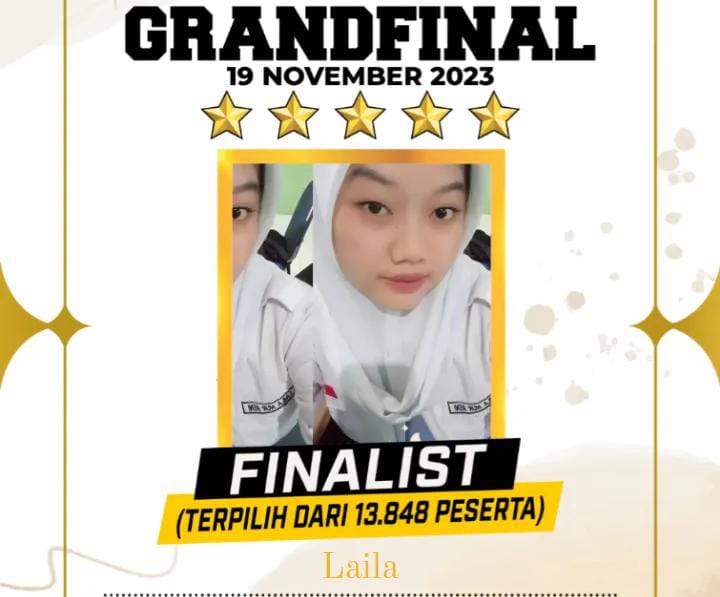 GRANDFINAL
19 NOVEMBER 2023
FINALIST
(TERPILIH DARI 13.848 PESERTA)
Laila